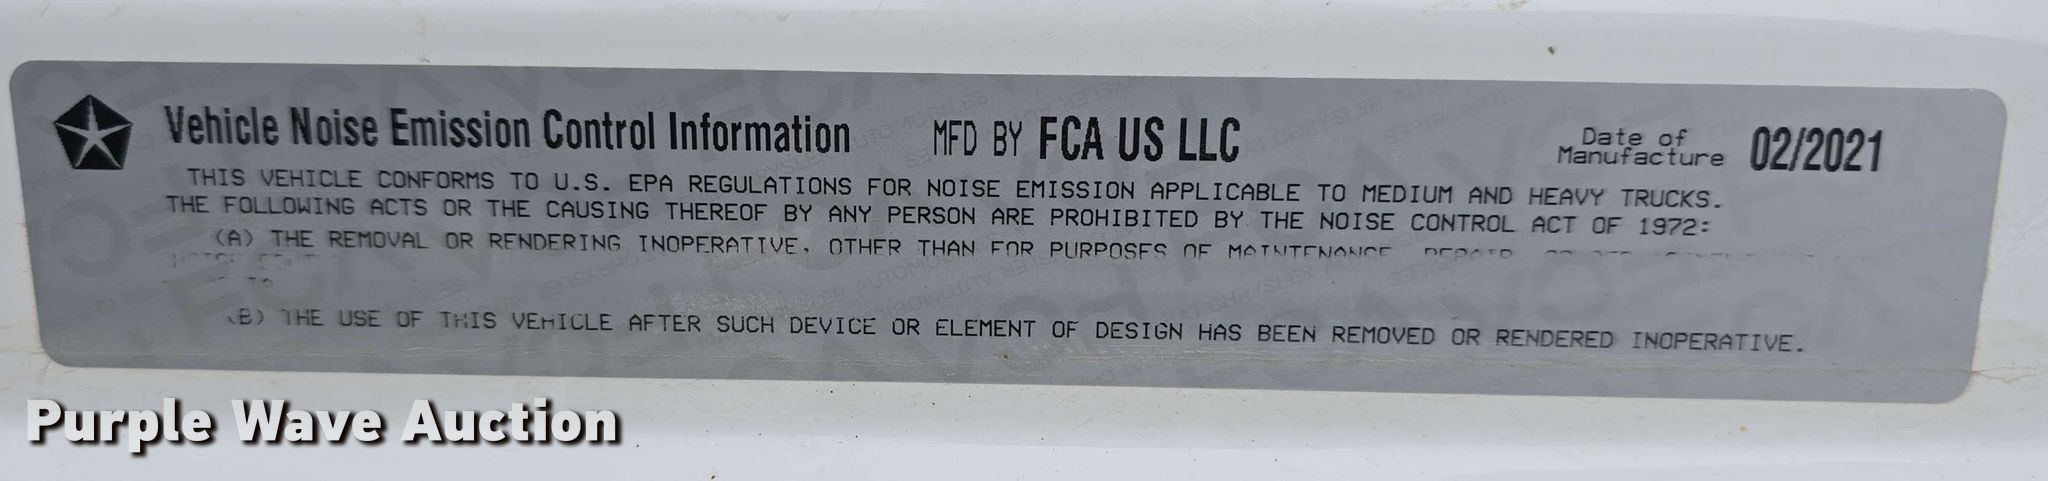 Vehicle Noise Emission Control Information MFD BY FCA US LLC Date of Manufacture 02/2021
THIS VEHICLE CONFORMS TO U.S. EPA REGULATIONS FOR NOISE EMISSION APPLICABLE TO MEDIUM AND HEAVY TRUCKS.
THE FOLLOWING ACTS OR THE CAUSING THEREOF BY ANY PERSON ARE PROHIBITED BY THE NOISE CONTROL ACT OF 1972:
(A) THE REMOVAL OR RENDERING INOPERATIVE, OTHER THAN FOR PURPOSES OF MAINTENANCE, REPAIR,
(B) THE USE OF THIS VEHICLE AFTER SUCH DEVICE OR ELEMENT OF DESIGN HAS BEEN REMOVED OR RENDERED INOPERATIVE.
Purple Wave Auction